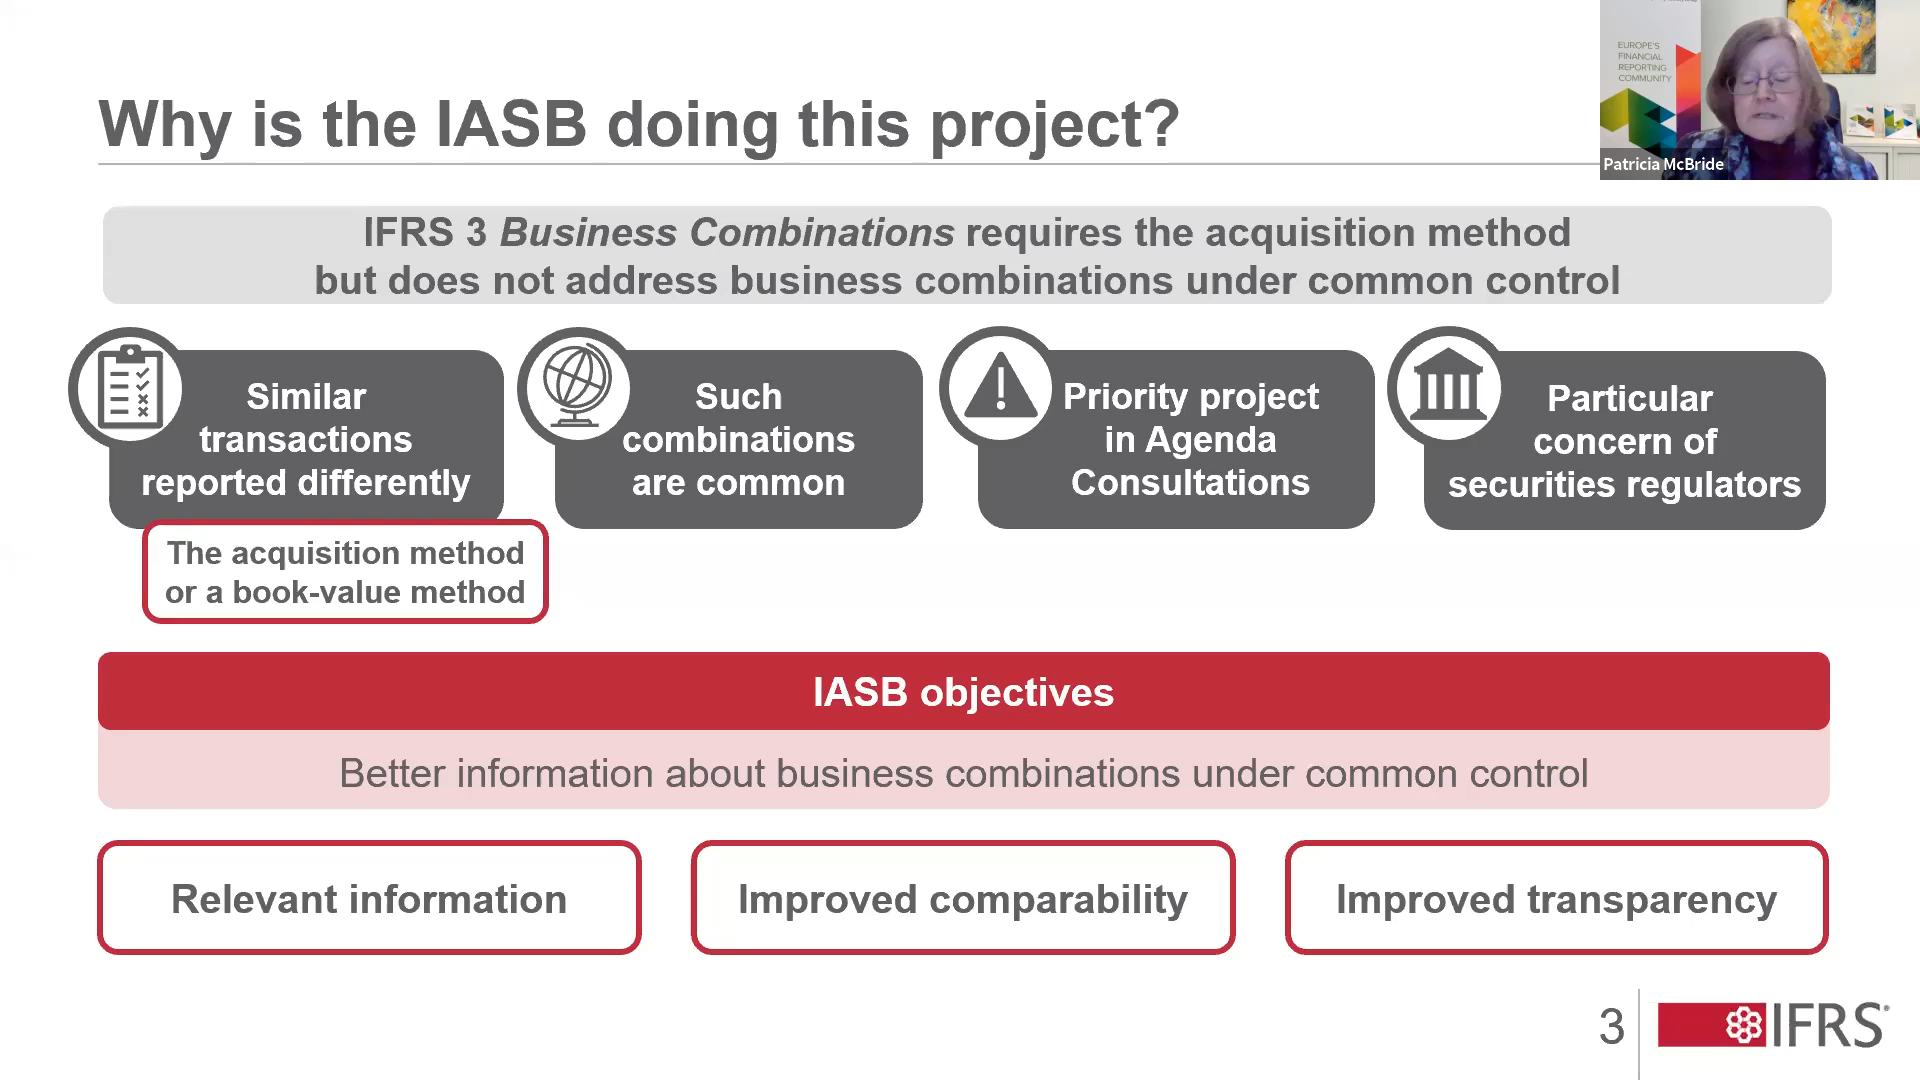 Why is the IASB doing this project?
EUROPE'S
FINANCIAL
REPORTING
COMMUNITY
Patricia McBride
IFRS 3 Business Combinations requires the acquisition method
but does not address business combinations under common control
Similar
transactions
reported differently
Such
combinations
are common
Priority project
in Agenda
Consultations
Particular
concern of
securities regulators
The acquisition method
or a book-value method
IASB objectives
Better information about business combinations under common control
Relevant information
Improved comparability
Improved transparency
3
IFRS®